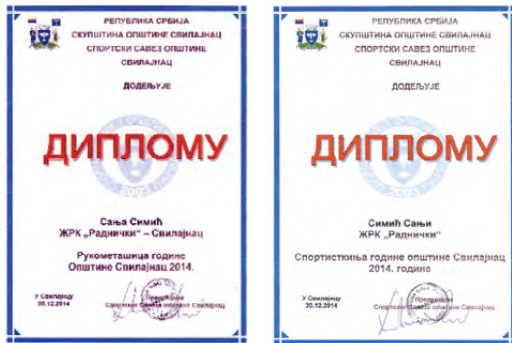 РЕПУБЛИКА СРБИЈА
СКУПШТИНА ОПШТИНЕ СВИЛАЈНАЦ
СПОРТСКИ САВЕЗ ОПШТИНЕ
СВИЛАЈНАЦ
ДОДЕЉУЈЕ
ДИПЛОМУ
2003
Сања Симић
ЖРК „Раднички“ – Свилајнац
Рукометашица године
Општине Свилајнац 2014.
У Свилајнцу
30.12.2014
Председник
Спортског Савеза општине Свилајнац
РЕПУБЛИКА СРБИЈА
СКУПШТИНА ОПШТИНЕ СВИЛАЈНАЦ
СПОРТСКИ САВЕЗ ОПШТИНЕ
СВИЛАЈНАЦ
ДОДЕЉУЈЕ
ДИПЛОМУ
2003
Симић Сањи
ЖРК „Раднички“
Спортисткиња године општине Свилајнац
2014. године
У Свилајнцу
30.12.2014
Председник
Спортског Савеза општине Свилајнац